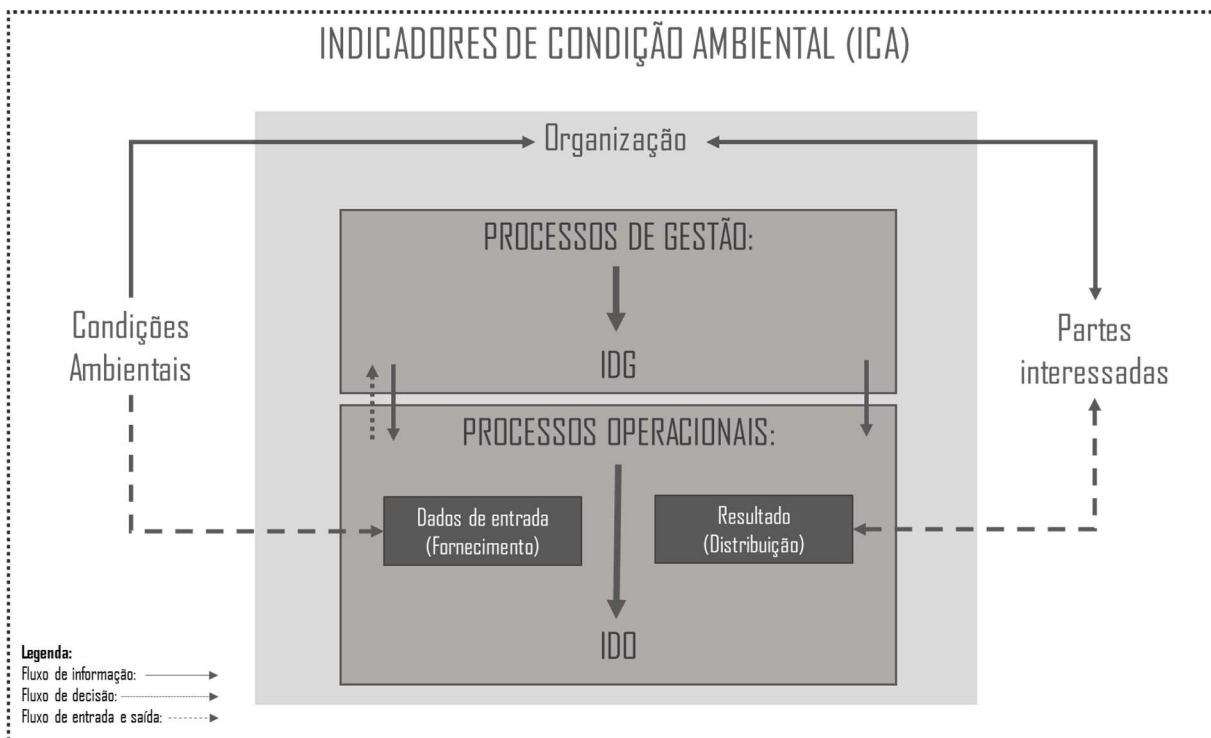 INDICADORES DE CONDIÇÃO AMBIENTAL (ICA)
Organização
PROCESSOS DE GESTÃO:
IDG
Condições
Ambientais
Partes
interessadas
PROCESSOS OPERACIONAIS:
Dados de entrada
(Fornecimento)
Resultado
(Distribuição)
IDO
Legenda:
Fluxo de informação:
Fluxo de decisão:
Fluxo de entrada e saída: